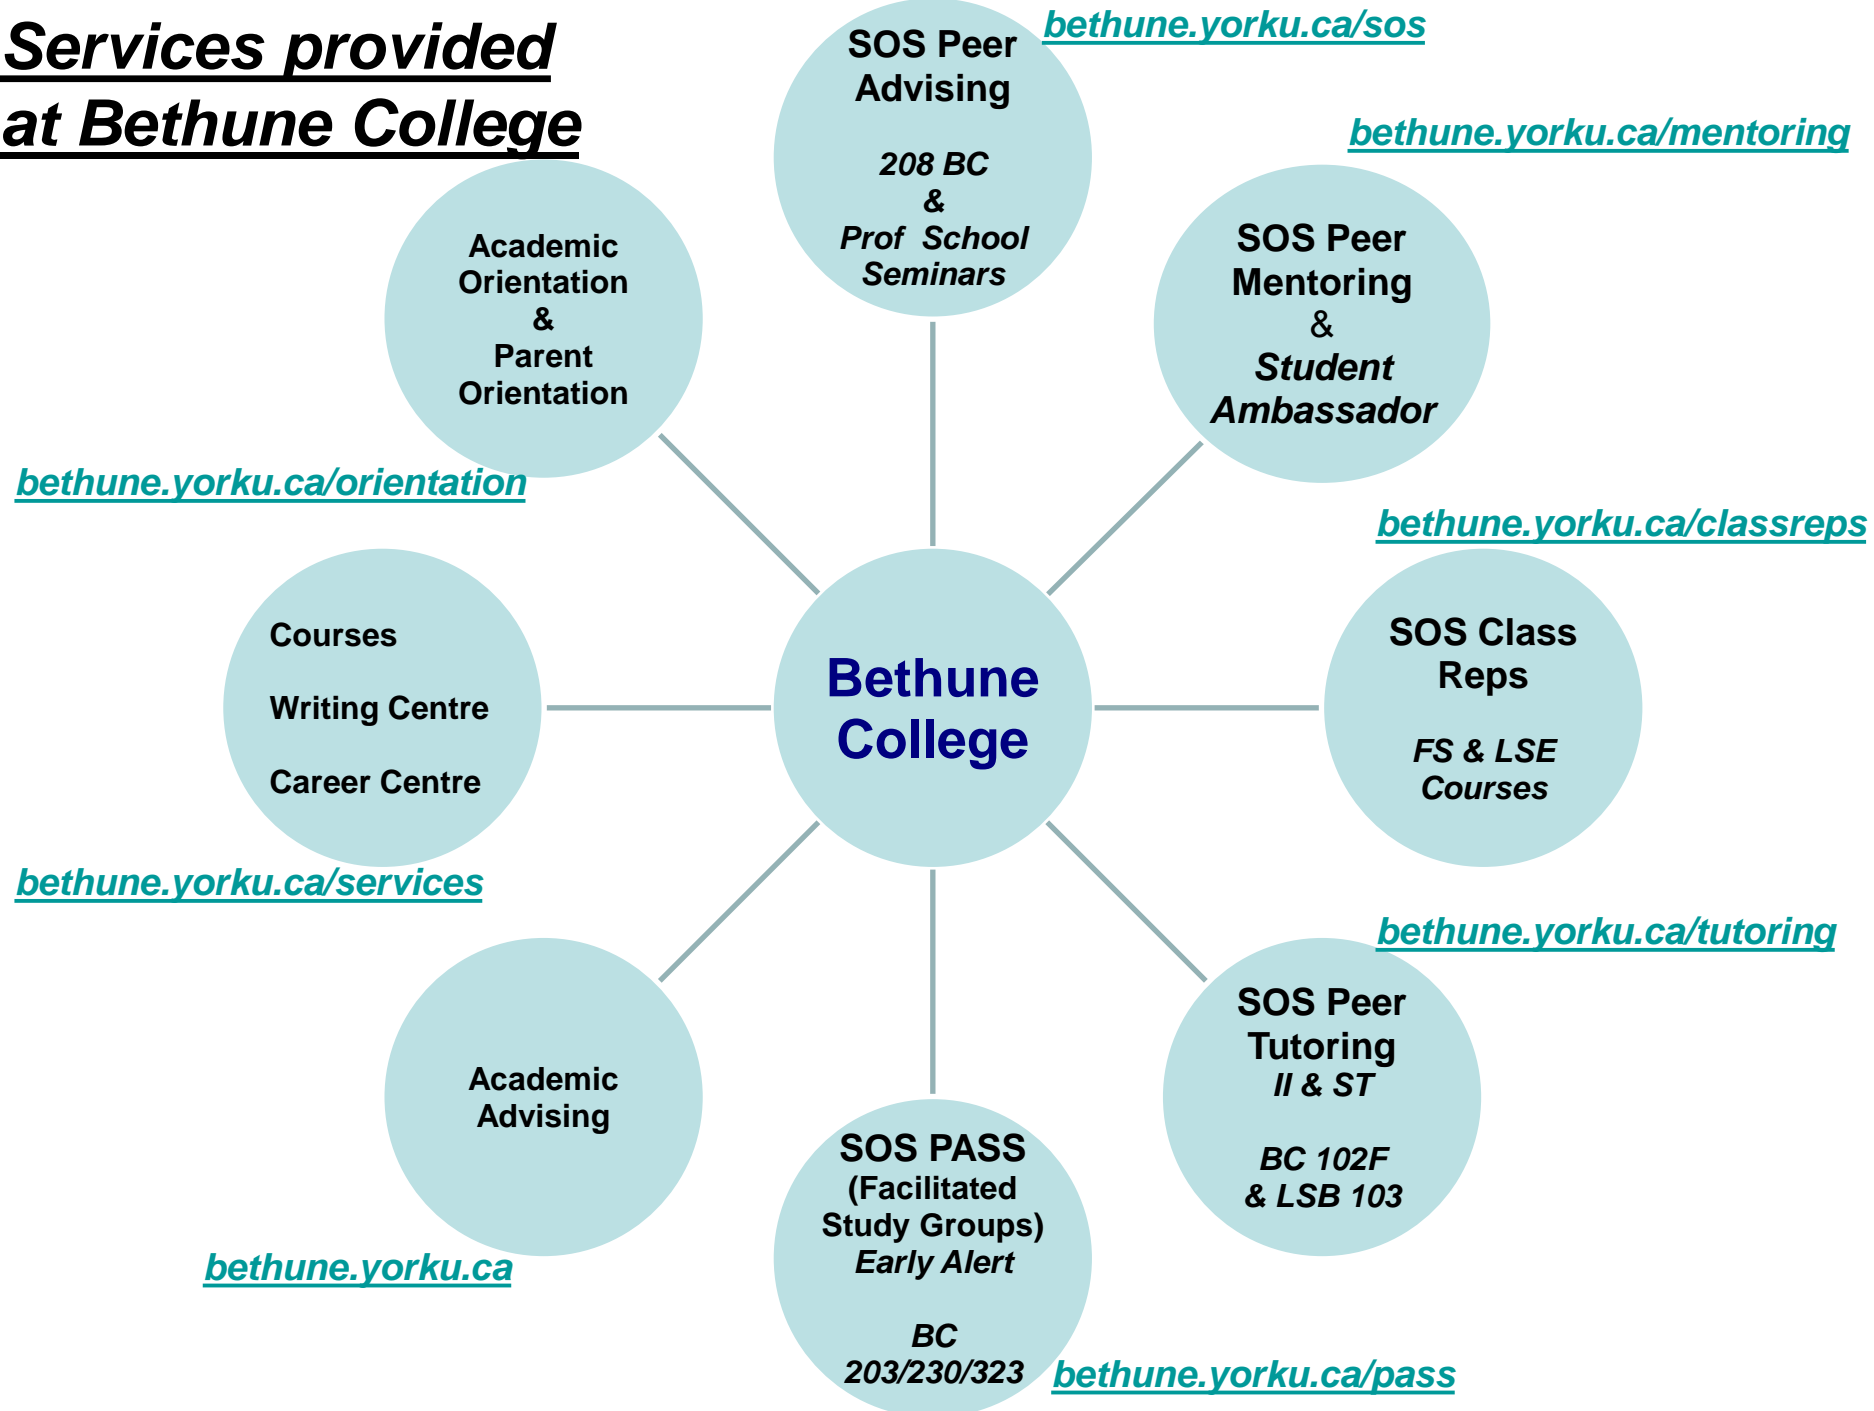 Services provided
at Bethune College
SOS Peer
Advising
208 BC
&
Prof School
Seminars
bethune.yorku.ca/sos
bethune.yorku.ca/mentoring
SOS Peer
Mentoring
&
Student
Ambassador
bethune.yorku.ca/classreps
SOS Class
Reps
FS & LSE
Courses
bethune.yorku.ca/tutoring
SOS Peer
Tutoring
II & ST
BC 102F
& LSB 103
SOS PASS
(Facilitated
Study Groups)
Early Alert
BC
203/230/323
bethune.yorku.ca/pass
Academic
Advising
bethune.yorku.ca
Courses
Writing Centre
Career Centre
bethune.yorku.ca/services
Academic
Orientation
&
Parent
Orientation
bethune.yorku.ca/orientation
Bethune
College